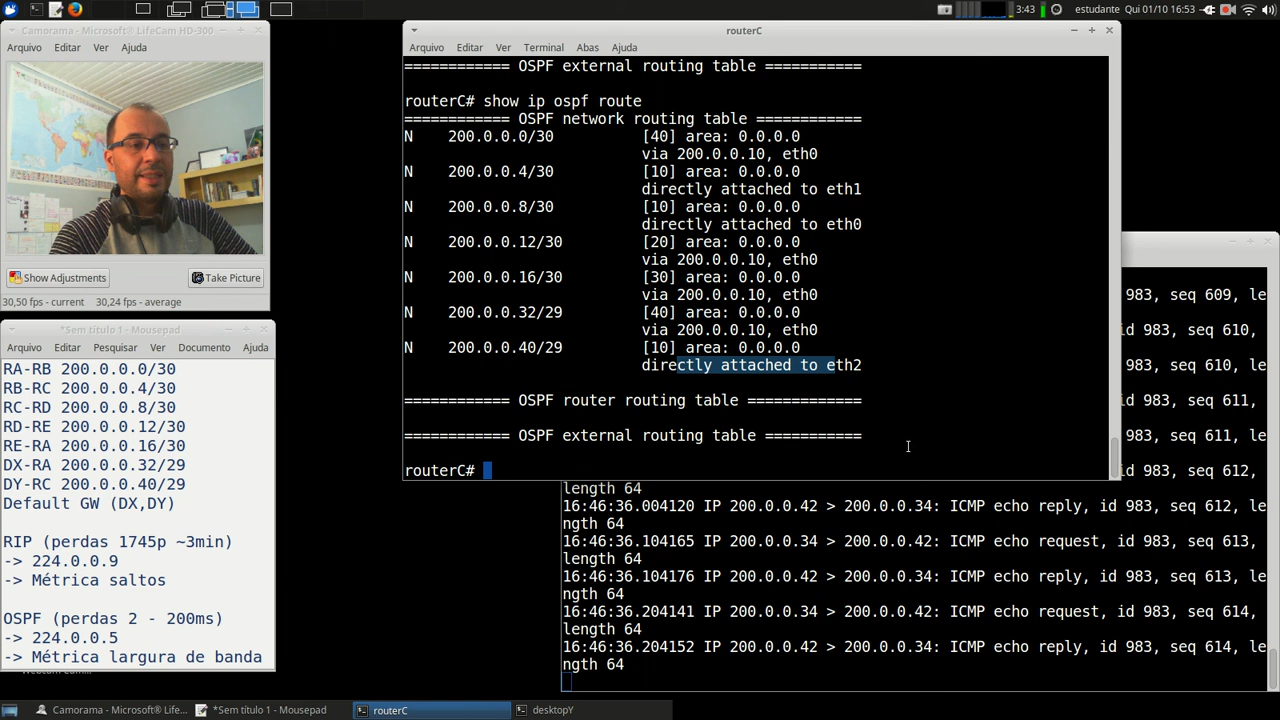 3:43 estudante Qui 01/10 16:53
Camorama - Microsoft® LifeCam HD-300
Arquivo Editar Ver Ajuda
Show Adjustments Take Picture
30,50 fps - current 30,24 fps - average
*Sem título 1 - Mousepad
Arquivo Editar Pesquisar Ver Documento Ajuda
RA-RB 200.0.0.0/30
RB-RC 200.0.0.4/30
RC-RD 200.0.0.8/30
RD-RE 200.0.0.12/30
RE-RA 200.0.0.16/30
DX-RA 200.0.0.32/29
DY-RC 200.0.0.40/29
Default GW (DX,DY)
RIP (perdas 1745p ~3min)
-> 224.0.0.9
-> Métrica saltos
OSPF (perdas 2 - 200ms)
-> 224.0.0.5
-> Métrica largura de banda
routerC
Arquivo Editar Ver Terminal Abas Ajuda
============ OSPF external routing table ===========
routerC# show ip ospf route
============ OSPF network routing table ============
N    200.0.0.0/30          [40] area: 0.0.0.0
                           via 200.0.0.10, eth0
N    200.0.0.4/30          [10] area: 0.0.0.0
                           directly attached to eth1
N    200.0.0.8/30          [10] area: 0.0.0.0
                           directly attached to eth0
N    200.0.0.12/30         [20] area: 0.0.0.0
                           via 200.0.0.10, eth0
N    200.0.0.16/30         [30] area: 0.0.0.0
                           via 200.0.0.10, eth0
N    200.0.0.32/29         [40] area: 0.0.0.0
                           via 200.0.0.10, eth0
N    200.0.0.40/29         [10] area: 0.0.0.0
                           directly attached to eth2
============ OSPF router routing table =============
============ OSPF external routing table ===========
routerC#
983, seq 609, le
983, seq 610,
983, seq 610,
983, seq 611,
983, seq 611,
983, seq 612,
length 64
16:46:36.004120 IP 200.0.0.42 > 200.0.0.34: ICMP echo reply, id 983, seq 612, le
ngth 64
16:46:36.104165 IP 200.0.0.34 > 200.0.0.42: ICMP echo request, id 983, seq 613,
length 64
16:46:36.104176 IP 200.0.0.42 > 200.0.0.34: ICMP echo reply, id 983, seq 613, le
ngth 64
16:46:36.204141 IP 200.0.0.34 > 200.0.0.42: ICMP echo request, id 983, seq 614,
length 64
16:46:36.204152 IP 200.0.0.42 > 200.0.0.34: ICMP echo reply, id 983, seq 614, le
ngth 64
Camorama - Microsoft® Life... *Sem título 1 - Mousepad routerC desktopY